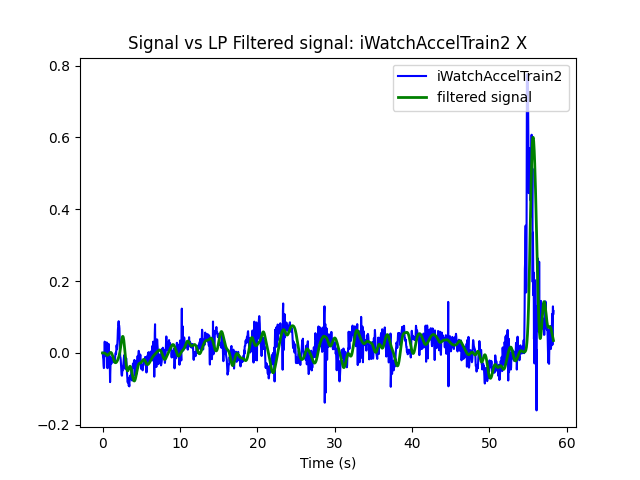 Signal vs LP Filtered signal: iWatchAccelTrain2 X
iWatchAccelTrain2
filtered signal
0.8
0.6
0.4
0.2
0.0
−0.2
0 10 20 30 40 50 60
Time (s)